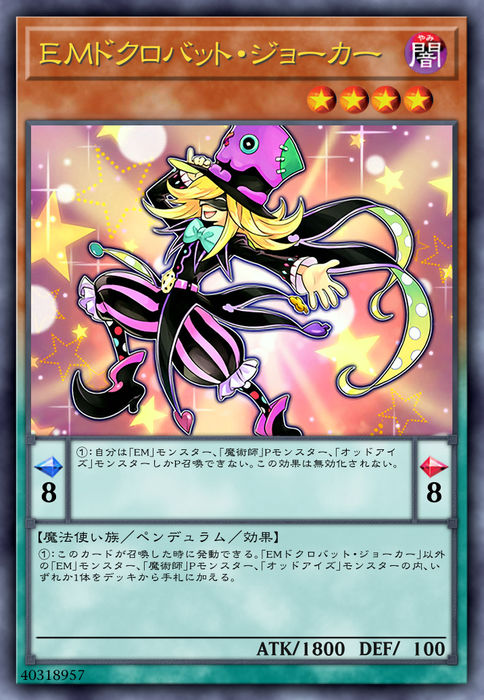 EMドクロバット・ジョーカー
やみ
闇
①:自分は「EM」モンスター、「魔術師」Pモンスター、「オッドアイ
ズ」モンスターしかP召喚できない。この効果は無効化されない。
8
8
【魔法使い族／ペンデュラム／効果】
①:このカードが召喚した時に発動できる。「EMドクロバット・ジョーカー」以外
の「EM」モンスター、「魔術師」Pモンスター、「オッドアイズ」モンスターの内、い
ずれか1体をデッキから手札に加える。
ATK/1800 DEF/ 100
40318957